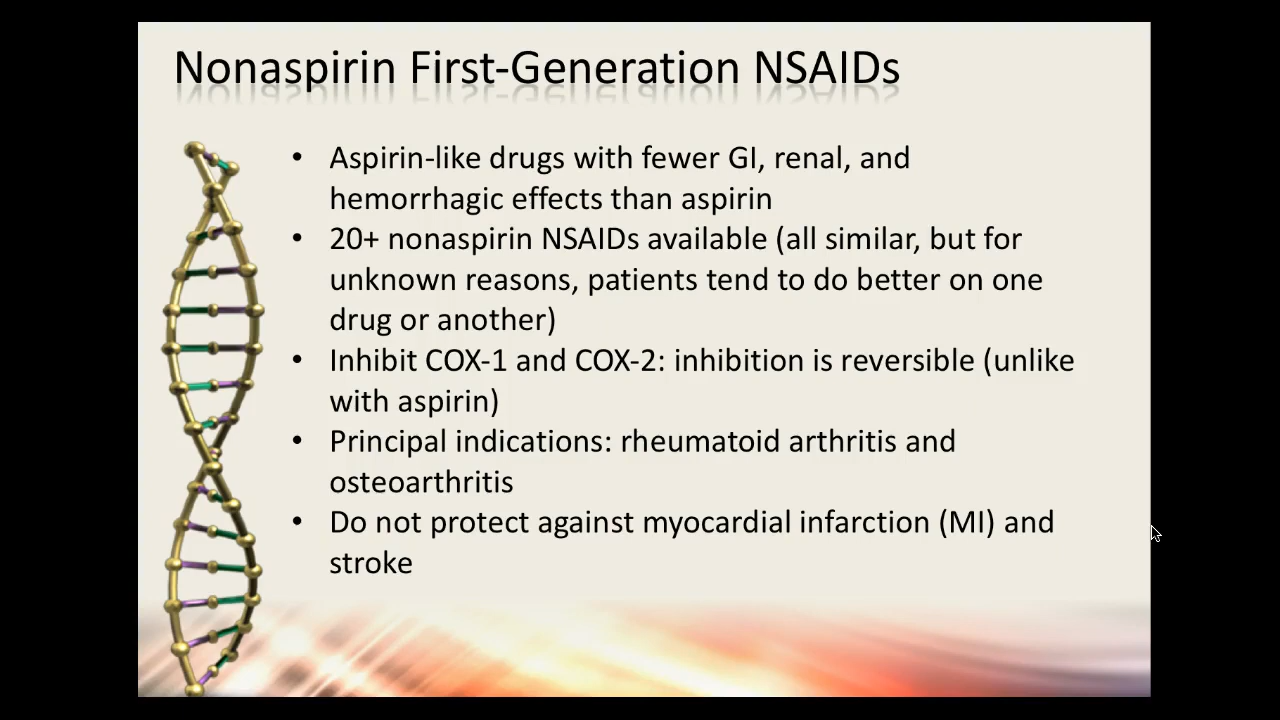 Nonaspirin First-Generation NSAIDs
• Aspirin-like drugs with fewer GI, renal, and
hemorrhagic effects than aspirin
• 20+ nonaspirin NSAIDs available (all similar, but for
unknown reasons, patients tend to do better on one
drug or another)
• Inhibit COX-1 and COX-2: inhibition is reversible (unlike
with aspirin)
• Principal indications: rheumatoid arthritis and
osteoarthritis
• Do not protect against myocardial infarction (MI) and
stroke